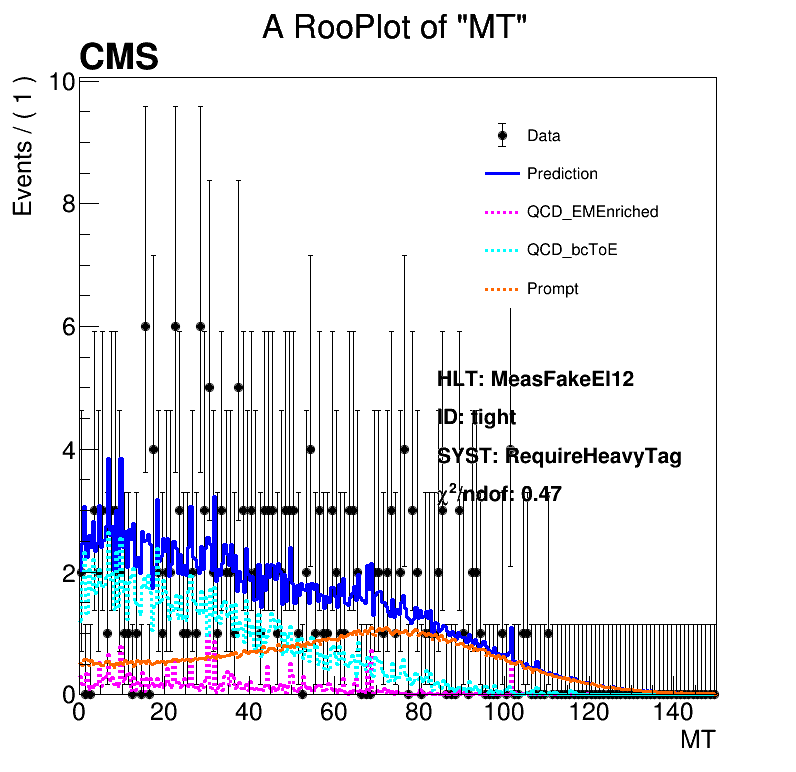 A RooPlot of "MT"
CMS
Events / ( 1 )
10
8
6
4
2
0
Data
Prediction
QCD_EMEnriched
QCD_bcToE
Prompt
HLT: MeasFakeEl12
ID: tight
SYST: RequireHeavyTag
χ²/ndof: 0.47
0 20 40 60 80 100 120 140
MT